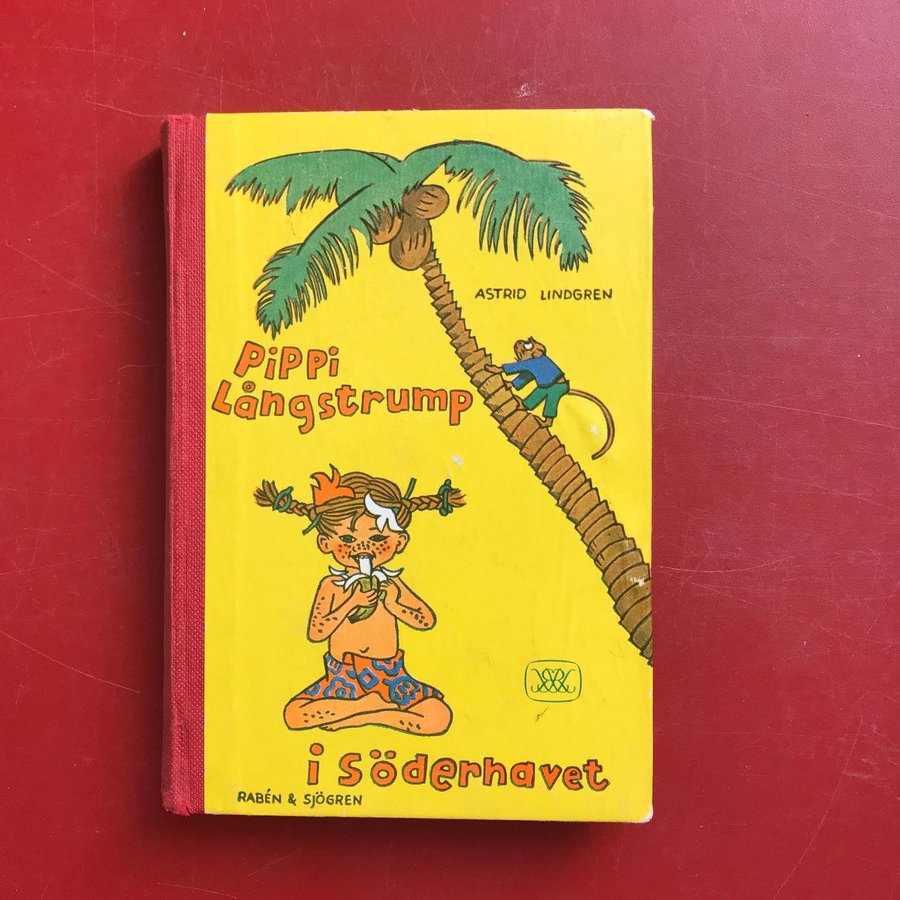 ASTRID LINDGREN
PiPPi
Långstrump
i Söderhavet
RABÉN & SJÖGREN